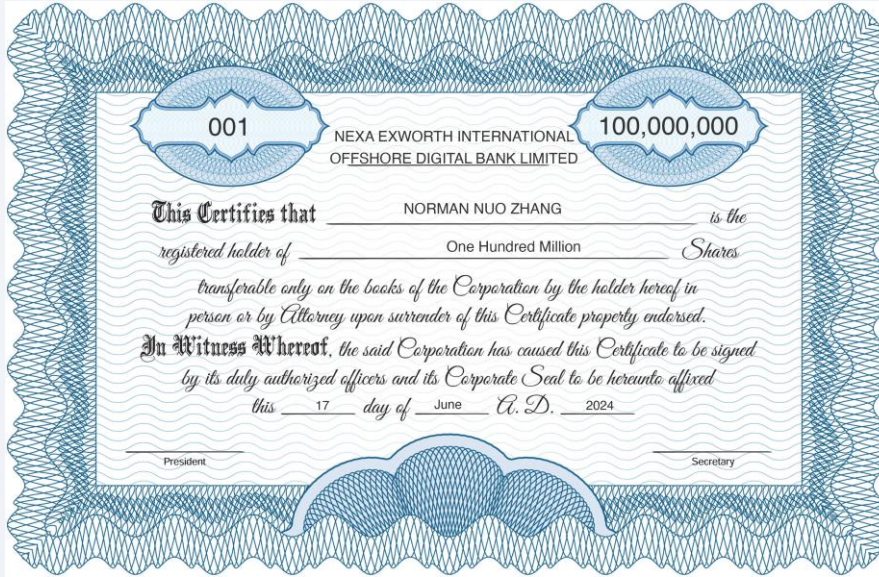 001
100,000,000
NEXA EXWORTH INTERNATIONAL
OFFSHORE DIGITAL BANK LIMITED
This Certifies that NORMAN NUO ZHANG is the
registered holder of One Hundred Million Shares
transferable only on the books of the Corporation by the holder hereof in
person or by Attorney upon surrender of this Certificate property endorsed.
In Witness Whereof, the said Corporation has caused this Certificate to be signed
by its duly authorized officers and its Corporate Seal to be hereunto affixed
this 17 day of June A. D. 2024
President
Secretary